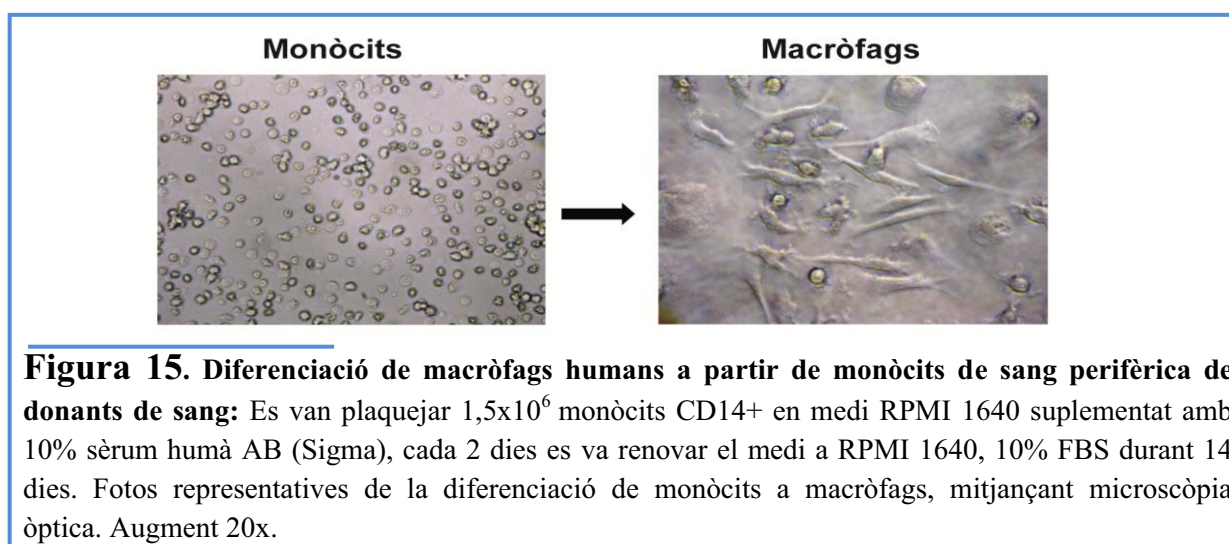 Monòcits Macròfags
Figura 15. Diferenciació de macròfags humans a partir de monòcits de sang perifèrica de
donants de sang: Es van plaquejar 1,5x10⁶ monòcits CD14+ en medi RPMI 1640 suplementat amb
10% sèrum humà AB (Sigma), cada 2 dies es va renovar el medi a RPMI 1640, 10% FBS durant 14
dies. Fotos representatives de la diferenciació de monòcits a macròfags, mitjançant microscòpia
òptica. Augment 20x.